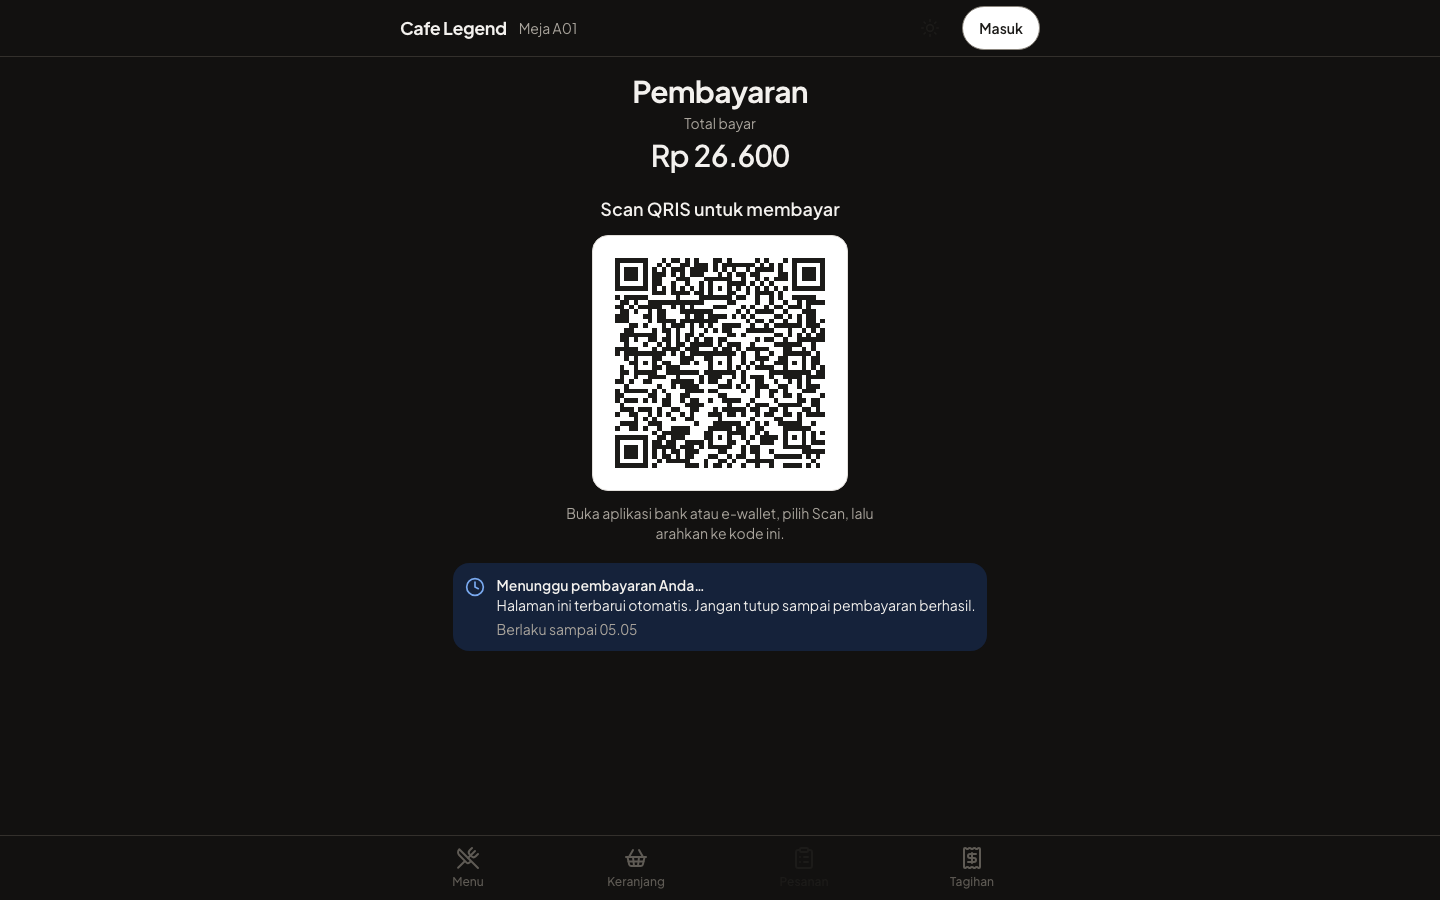 Cafe Legend Meja A01
Masuk
Pembayaran
Total bayar
Rp 26.600
Scan QRIS untuk membayar
Buka aplikasi bank atau e-wallet, pilih Scan, lalu
arahkan ke kode ini.
Menunggu pembayaran Anda…
Halaman ini terbarui otomatis. Jangan tutup sampai pembayaran berhasil.
Berlaku sampai 05.05
Menu
Keranjang
Pesanan
Tagihan